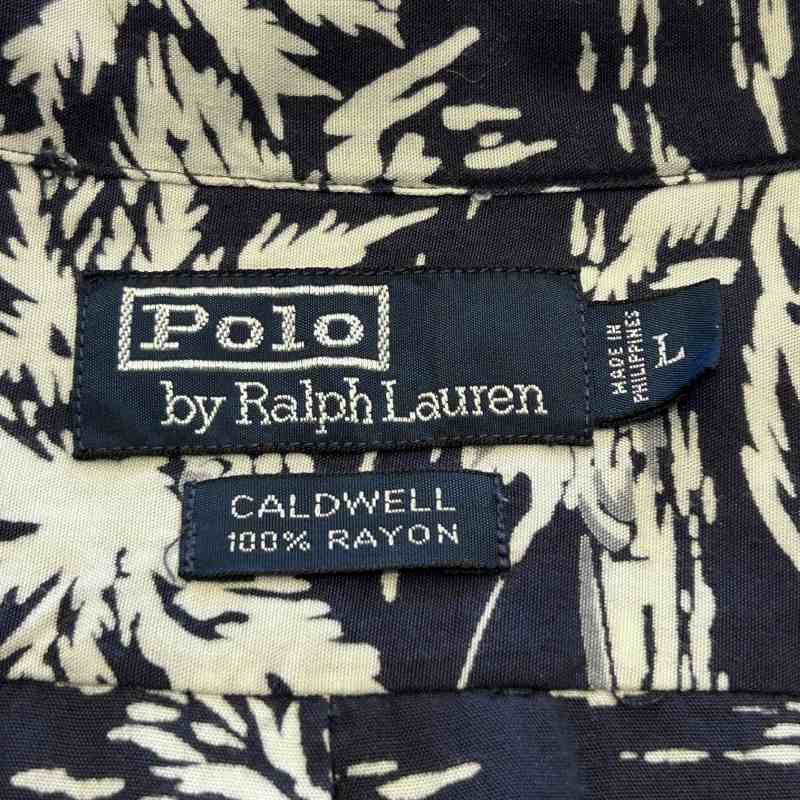 Polo
by Ralph Lauren
MADE IN
PHILIPPINES
L
CALDWELL
100% RAYON